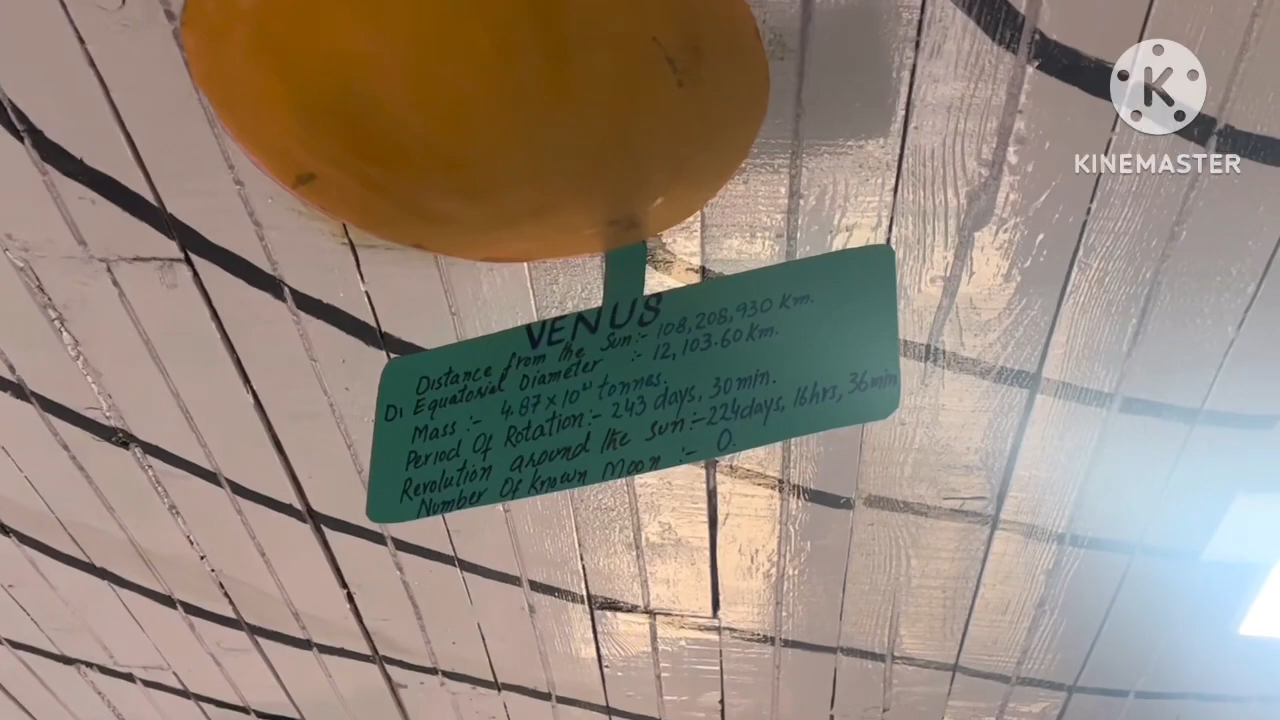 KINEMASTER
VENUS
Distance from the Sun:- 108,208,930 Km.
Di Equatorial Diameter :- 12,103.60 Km.
Mass :- 4.87 x 10²¹ tonnes.
Period Of Rotation:- 243 days, 30 min.
Revolution around the Sun:- 224 days, 16 hrs, 36 min
Number Of Known Moon :- 0.